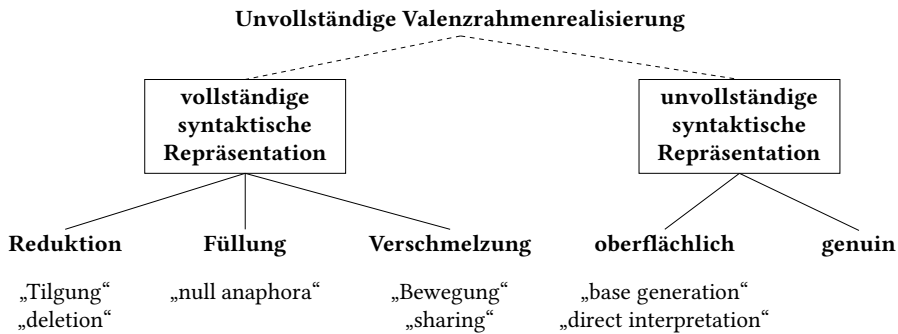 Unvollständige Valenzrahmenrealisierung
vollständige
syntaktische
Repräsentation
unvollständige
syntaktische
Repräsentation
Reduktion
Füllung
Verschmelzung
oberflächlich
genuin
„Tilgung“
„deletion“
„null anaphora“
„Bewegung“
„sharing“
„base generation“
„direct interpretation“